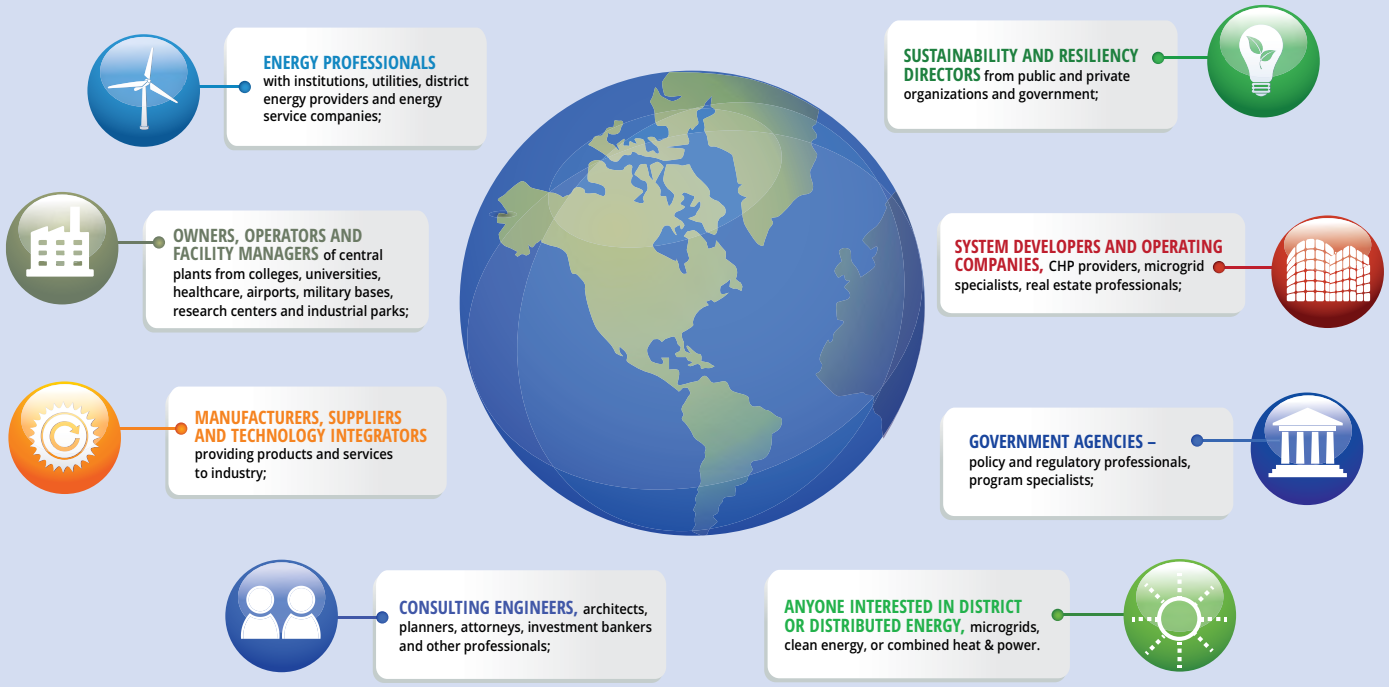 ENERGY PROFESSIONALS
with institutions, utilities, district
energy providers and energy
service companies;
OWNERS, OPERATORS AND
FACILITY MANAGERS of central
plants from colleges, universities,
healthcare, airports, military bases,
research centers and industrial parks;
MANUFACTURERS, SUPPLIERS
AND TECHNOLOGY INTEGRATORS
providing products and services
to industry;
CONSULTING ENGINEERS, architects,
planners, attorneys, investment bankers
and other professionals;
SUSTAINABILITY AND RESILIENCY
DIRECTORS from public and private
organizations and government;
SYSTEM DEVELOPERS AND OPERATING
COMPANIES, CHP providers, microgrid
specialists, real estate professionals;
GOVERNMENT AGENCIES –
policy and regulatory professionals,
program specialists;
ANYONE INTERESTED IN DISTRICT
OR DISTRIBUTED ENERGY, microgrids,
clean energy, or combined heat & power.